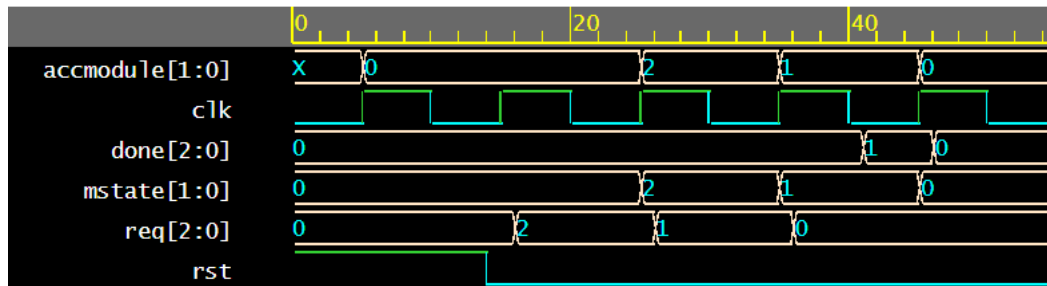 0 20 40
accmodule[1:0] X 0 2 1 0
clk
done[2:0] 0 1 0
mstate[1:0] 0 2 1 0
req[2:0] 0 2 1 0
rst